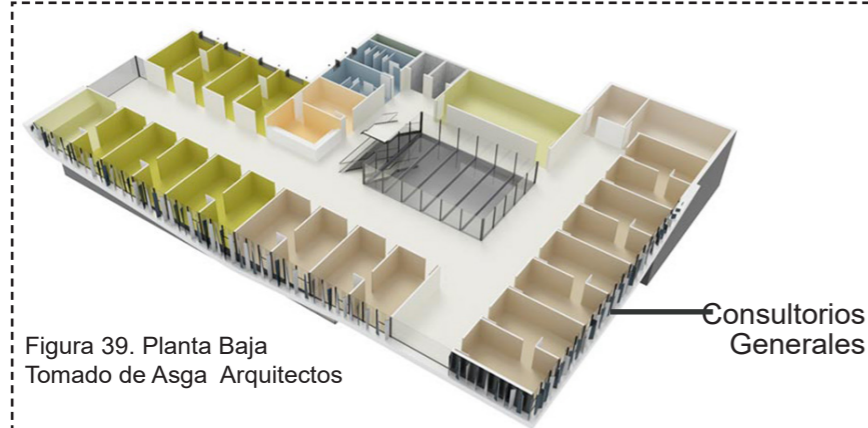 Consultorios
Generales
Figura 39. Planta Baja
Tomado de Asga  Arquitectos